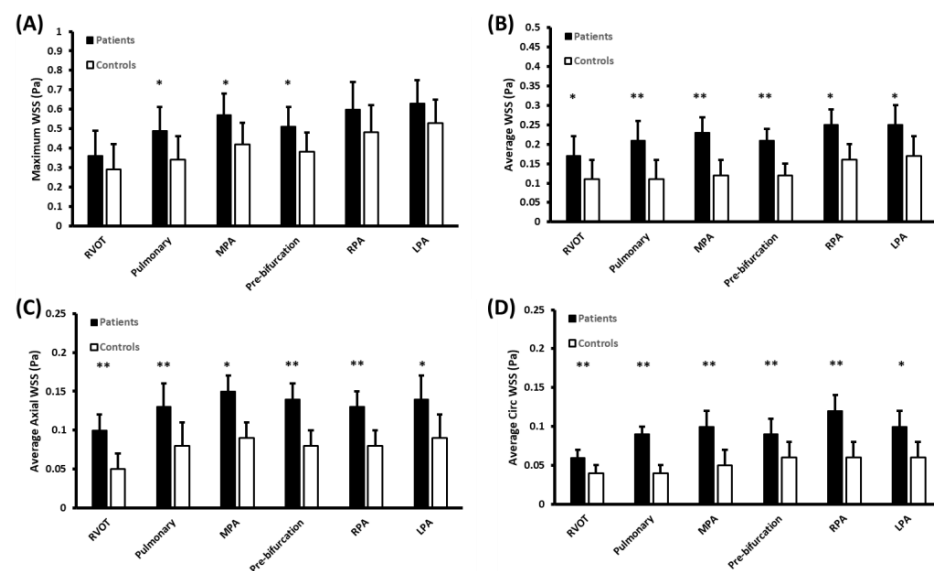 (A)
Maximum WSS (Pa)
1
0.9
0.8
0.7
0.6
0.5
0.4
0.3
0.2
0.1
0
Patients
Controls
*
*
*
RVOT
Pulmonary
MPA
Pre-bifurcation
RPA
LPA
(B)
Average WSS (Pa)
0.5
0.45
0.4
0.35
0.3
0.25
0.2
0.15
0.1
0.05
0
Patients
Controls
*
**
**
**
*
*
RVOT
Pulmonary
MPA
Pre-bifurcation
RPA
LPA
(C)
Average Axial WSS (Pa)
0.25
0.2
0.15
0.1
0.05
0
Patients
Controls
**
**
*
**
**
*
RVOT
Pulmonary
MPA
Pre-bifurcation
RPA
LPA
(D)
Average Circ WSS (Pa)
0.25
0.2
0.15
0.1
0.05
0
Patients
Controls
**
**
**
**
**
*
RVOT
Pulmonary
MPA
Pre-bifurcation
RPA
LPA